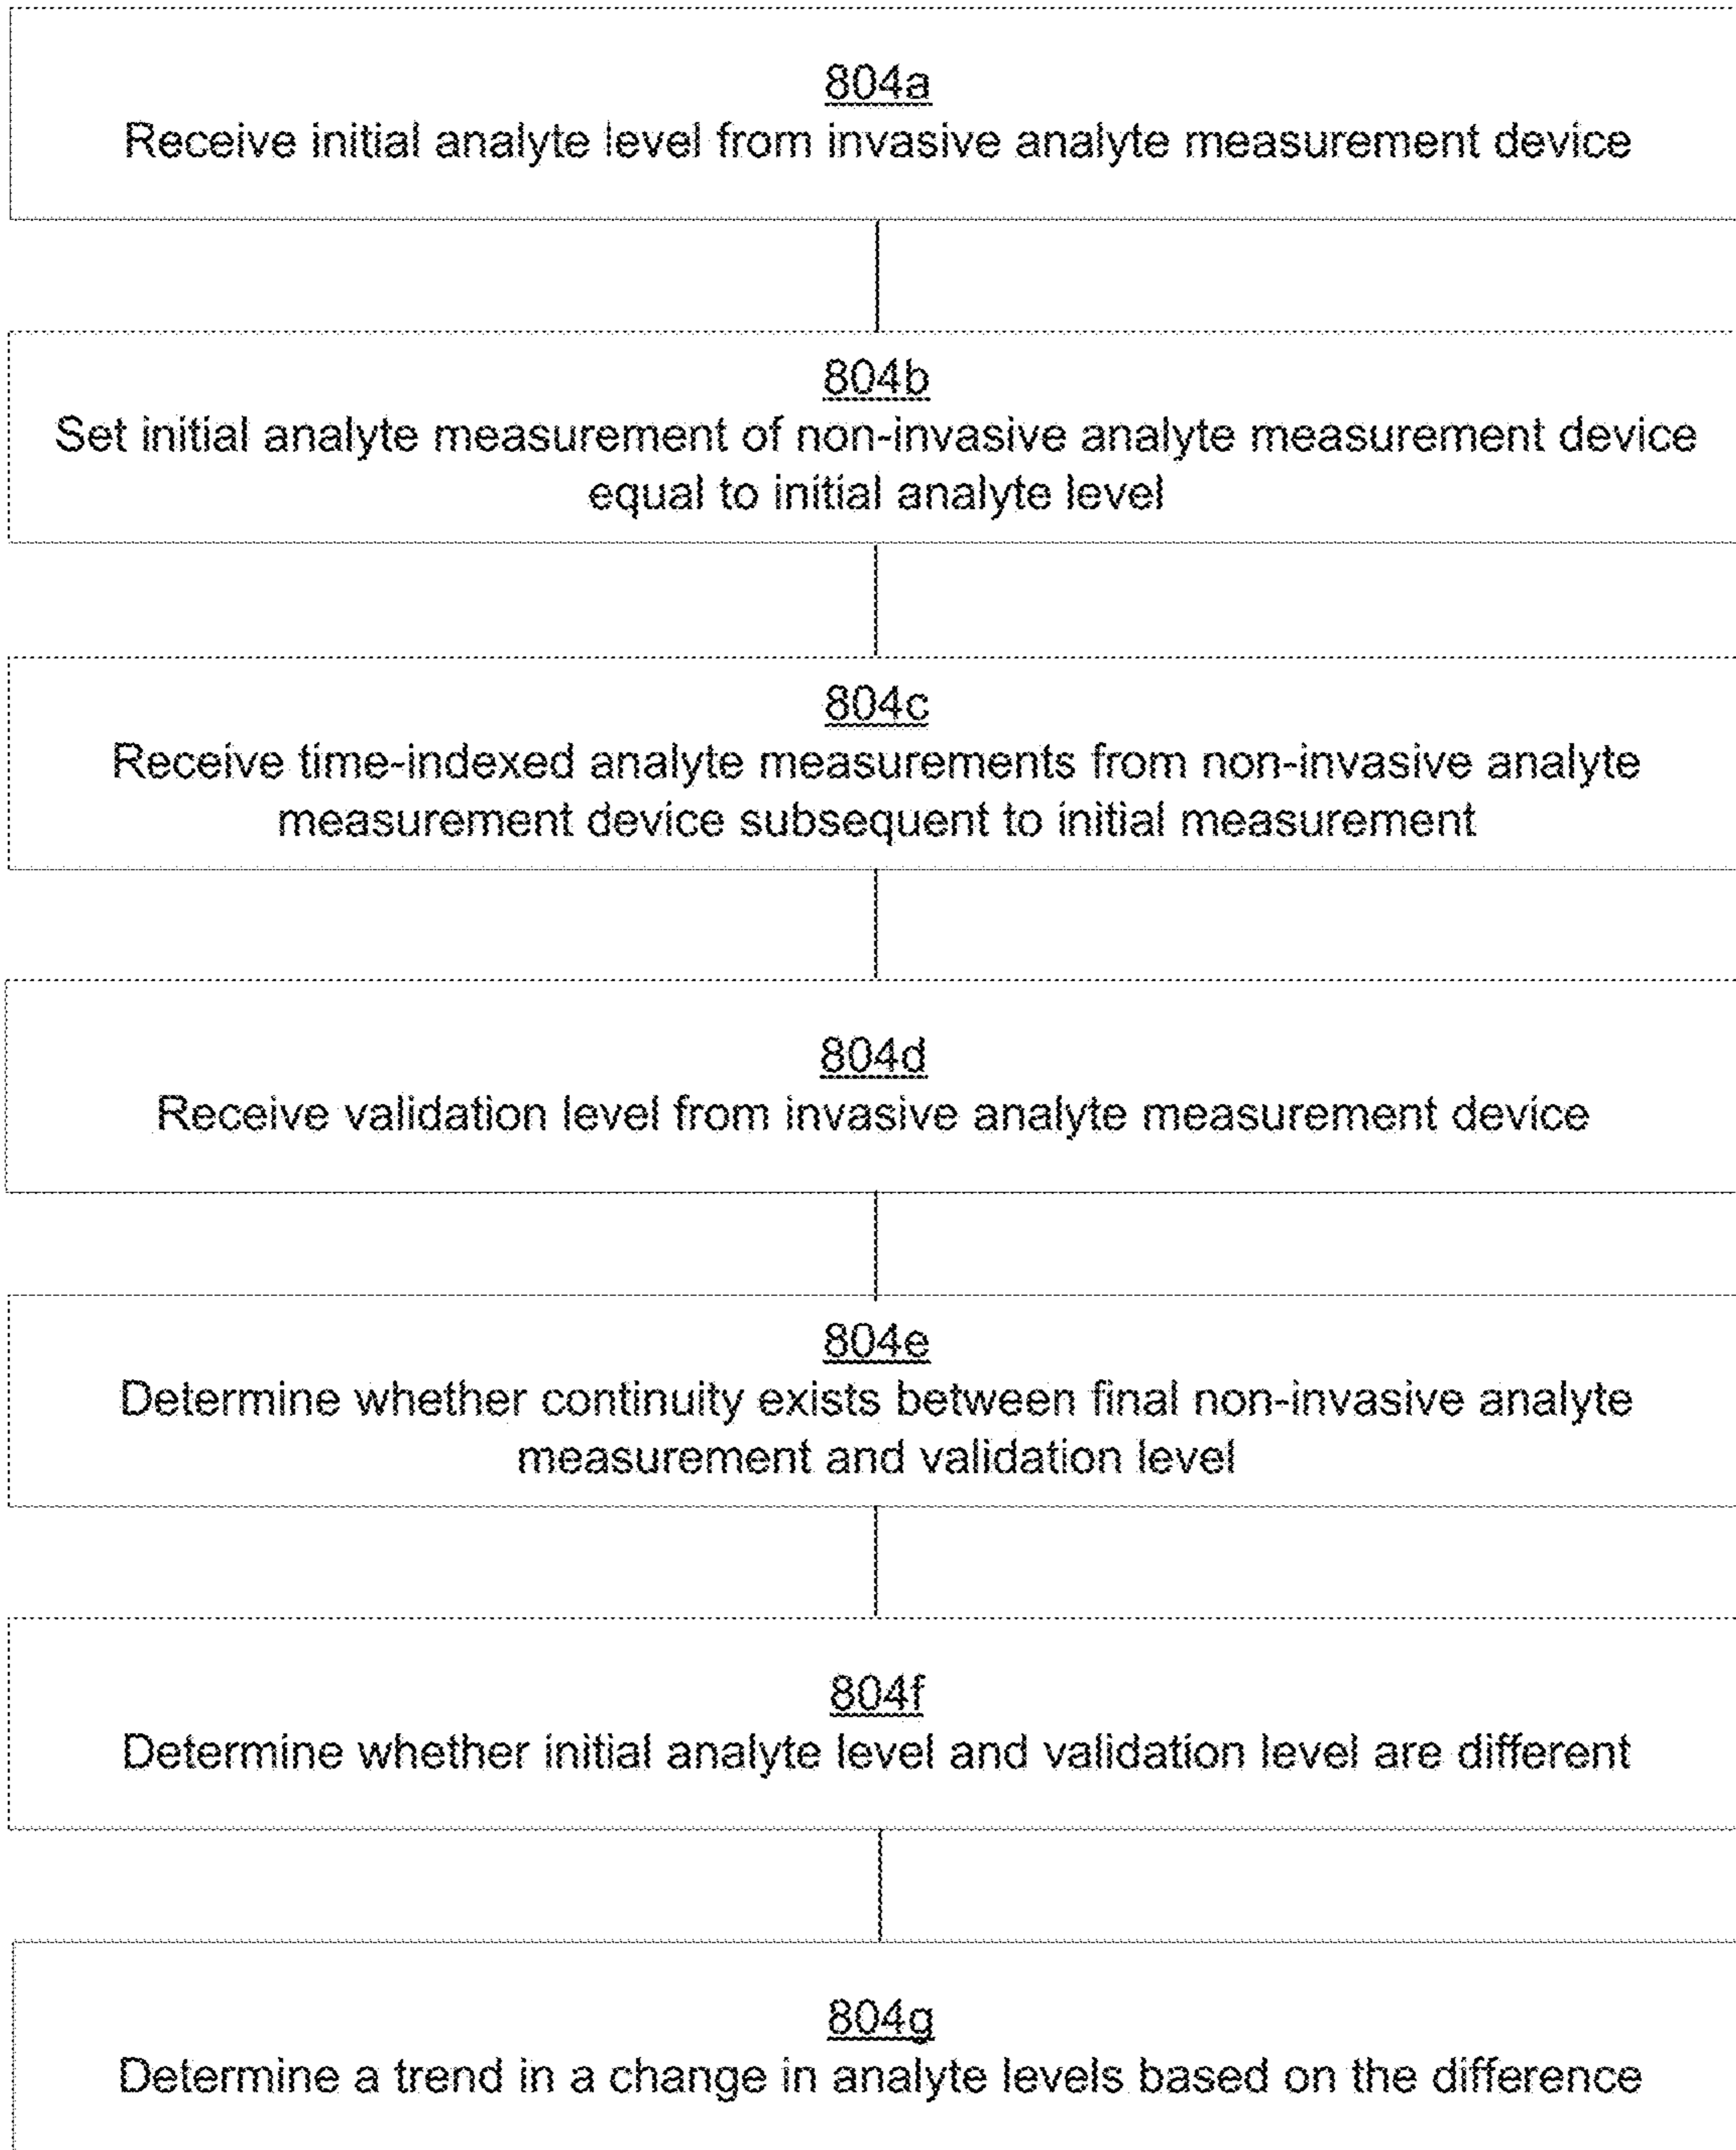 804a
Receive initial analyte level from invasive analyte measurement device
804b
Set initial analyte measurement of non-invasive analyte measurement device
equal to initial analyte level
804c
Receive time-indexed analyte measurements from non-invasive analyte
measurement device subsequent to initial measurement
804d
Receive validation level from invasive analyte measurement device
804e
Determine whether continuity exists between final non-invasive analyte
measurement and validation level
804f
Determine whether initial analyte level and validation level are different
804g
Determine a trend in a change in analyte levels based on the difference